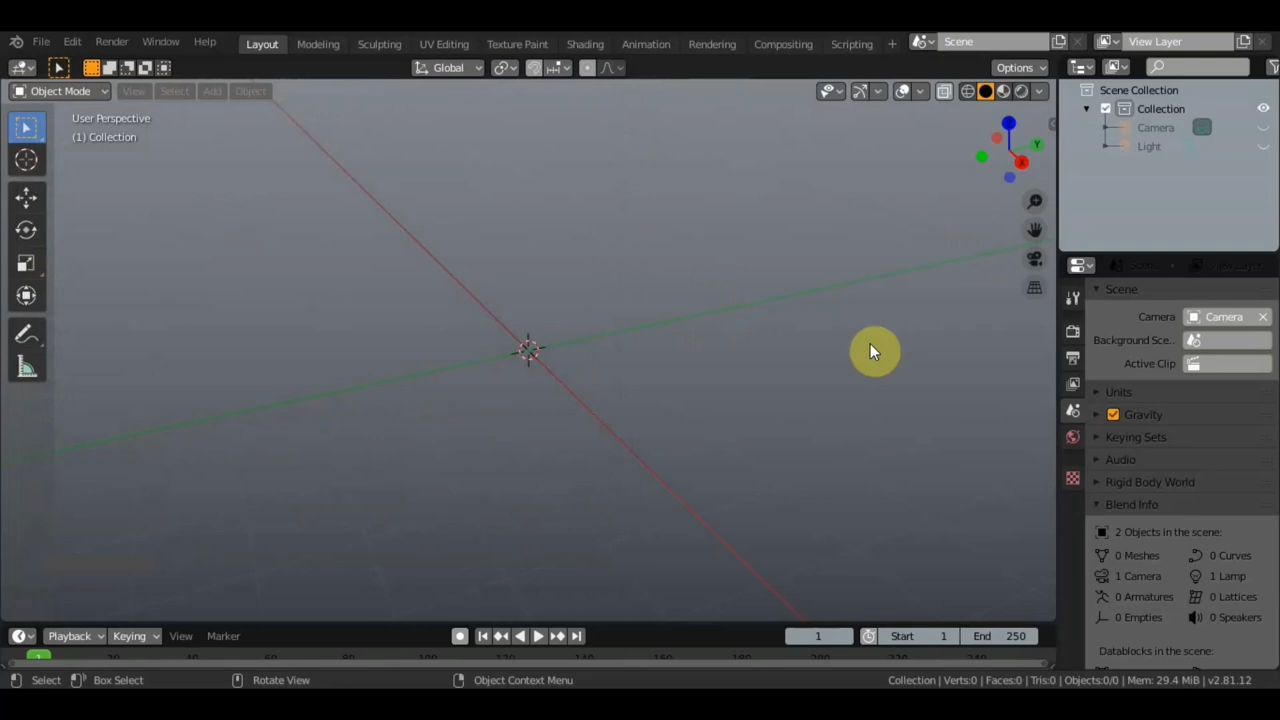 File Edit Render Window Help Layout Modeling Sculpting UV Editing Texture Paint Shading Animation Rendering Compositing Scripting + Scene View Layer
Global Options
Object Mode View Select Add Object
User Perspective
(1) Collection
Y
X
Scene Collection
Collection
Camera
Light
Scene
Camera Camera
Background Sce..
Active Clip
Units
Gravity
Keying Sets
Audio
Rigid Body World
Blend Info
2 Objects in the scene:
0 Meshes 0 Curves
1 Camera 1 Lamp
0 Armatures 0 Lattices
0 Empties 0 Speakers
Datablocks in the scene:
Playback Keying View Marker 1 Start 1 End 250
1
Select Box Select Rotate View Object Context Menu Collection | Verts:0 | Faces:0 | Tris:0 | Objects:0/0 | Mem: 29.4 MiB | v2.81.12